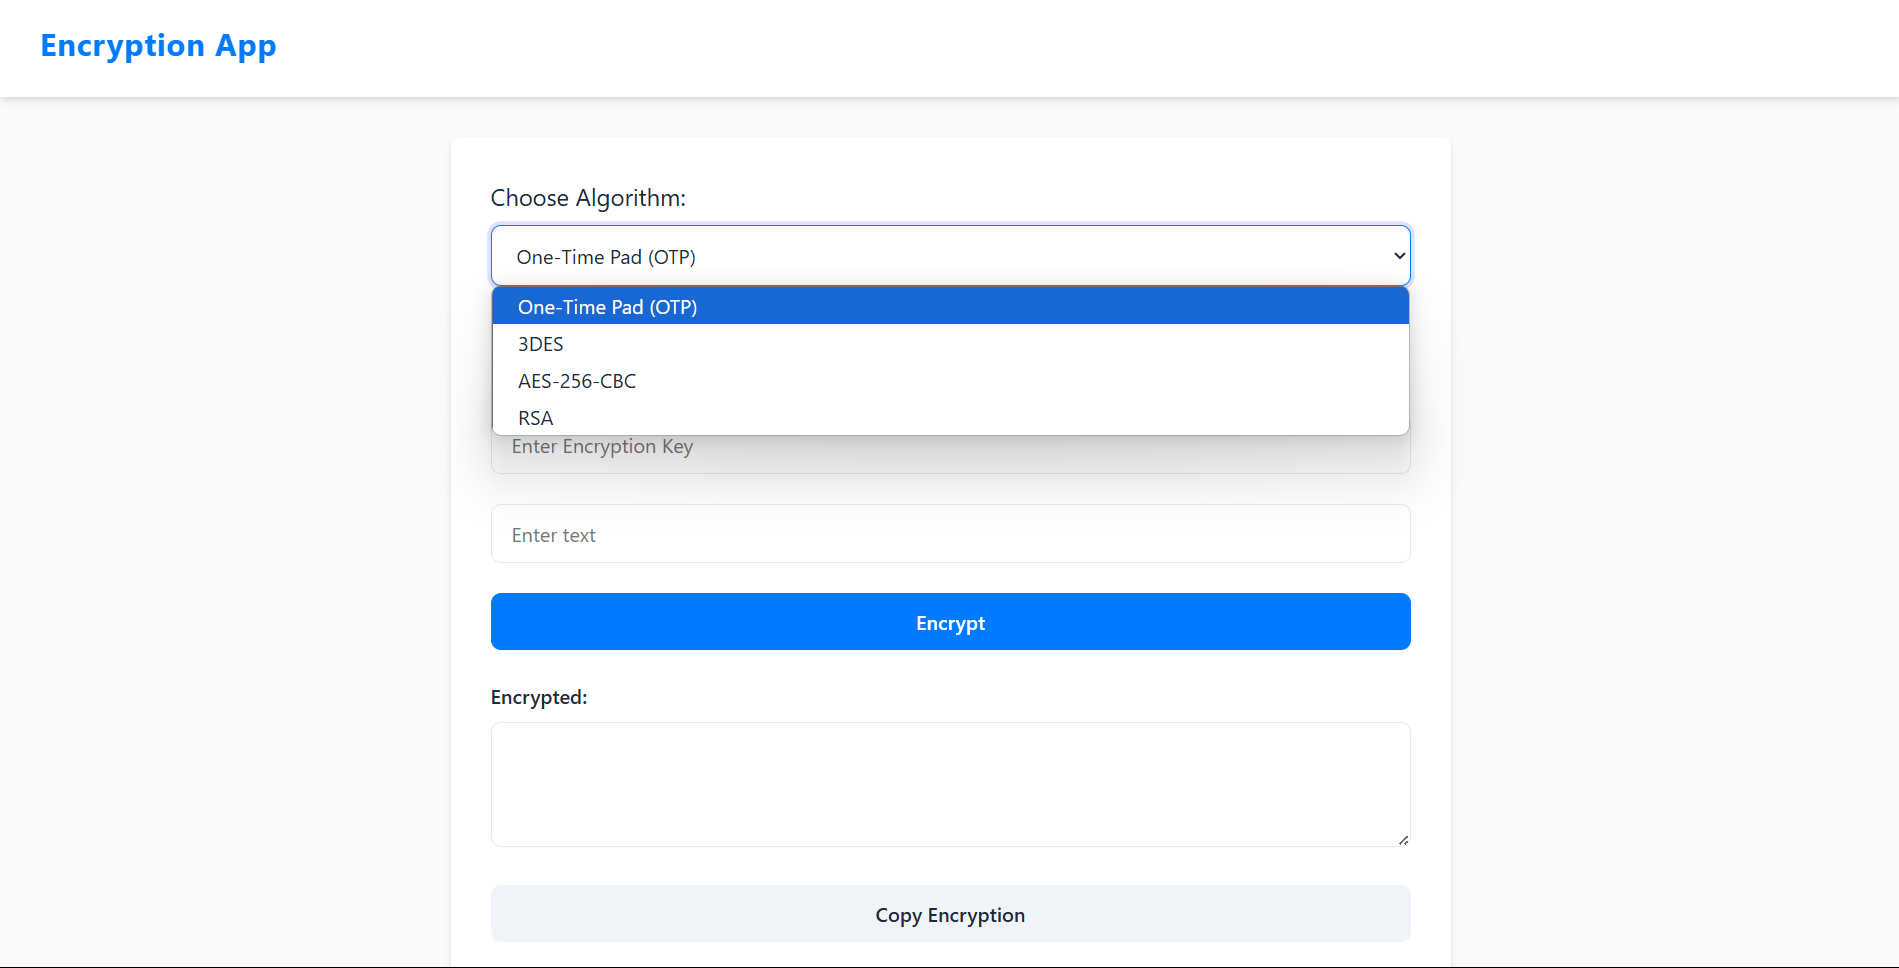 Encryption App
Choose Algorithm:
One-Time Pad (OTP)
One-Time Pad (OTP)
3DES
AES-256-CBC
RSA
Enter Encryption Key
Enter text
Encrypt
Encrypted:
Copy Encryption